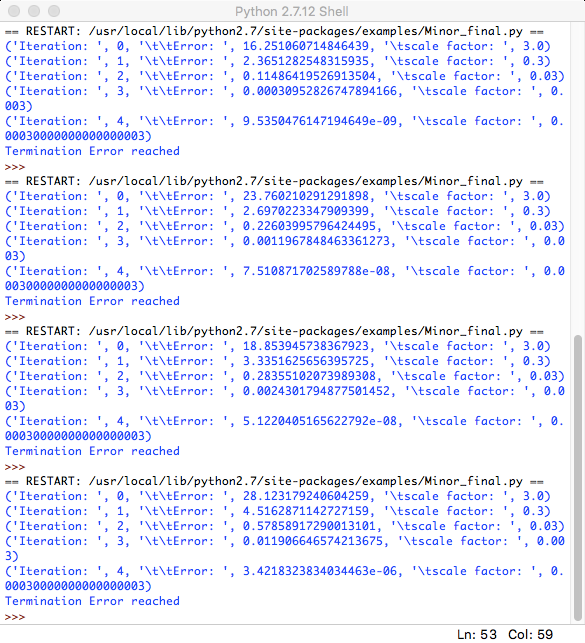 Python 2.7.12 Shell
== RESTART: /usr/local/lib/python2.7/site-packages/examples/Minor_final.py ==
('Iteration: ', 0, '\t\tError: ', 16.251060714846439, '\tscale factor: ', 3.0)
('Iteration: ', 1, '\t\tError: ', 2.3651282548315935, '\tscale factor: ', 0.3)
('Iteration: ', 2, '\t\tError: ', 0.11486419526913504, '\tscale factor: ', 0.03)
('Iteration: ', 3, '\t\tError: ', 0.00030952826747894166, '\tscale factor: ', 0.
003)
('Iteration: ', 4, '\t\tError: ', 9.5350476147194649e-09, '\tscale factor: ', 0.
00030000000000000003)
Termination Error reached
>>>
== RESTART: /usr/local/lib/python2.7/site-packages/examples/Minor_final.py ==
('Iteration: ', 0, '\t\tError: ', 23.760210291291898, '\tscale factor: ', 3.0)
('Iteration: ', 1, '\t\tError: ', 2.6970223347909399, '\tscale factor: ', 0.3)
('Iteration: ', 2, '\t\tError: ', 0.22603995796424495, '\tscale factor: ', 0.03)
('Iteration: ', 3, '\t\tError: ', 0.0011967848463361273, '\tscale factor: ', 0.0
03)
('Iteration: ', 4, '\t\tError: ', 7.510871702589788e-08, '\tscale factor: ', 0.0
0030000000000000003)
Termination Error reached
>>>
== RESTART: /usr/local/lib/python2.7/site-packages/examples/Minor_final.py ==
('Iteration: ', 0, '\t\tError: ', 18.853945738367923, '\tscale factor: ', 3.0)
('Iteration: ', 1, '\t\tError: ', 3.3351625656395725, '\tscale factor: ', 0.3)
('Iteration: ', 2, '\t\tError: ', 0.28355102073989308, '\tscale factor: ', 0.03)
('Iteration: ', 3, '\t\tError: ', 0.0024301794877501452, '\tscale factor: ', 0.0
03)
('Iteration: ', 4, '\t\tError: ', 5.1220405165622792e-08, '\tscale factor: ', 0.
00030000000000000003)
Termination Error reached
>>>
== RESTART: /usr/local/lib/python2.7/site-packages/examples/Minor_final.py ==
('Iteration: ', 0, '\t\tError: ', 28.123179240604259, '\tscale factor: ', 3.0)
('Iteration: ', 1, '\t\tError: ', 4.5162871142727159, '\tscale factor: ', 0.3)
('Iteration: ', 2, '\t\tError: ', 0.57858917290013101, '\tscale factor: ', 0.03)
('Iteration: ', 3, '\t\tError: ', 0.011906646574213675, '\tscale factor: ', 0.00
3)
('Iteration: ', 4, '\t\tError: ', 3.4218323834034463e-06, '\tscale factor: ', 0.
00030000000000000003)
Termination Error reached
>>>
Ln: 53 Col: 59